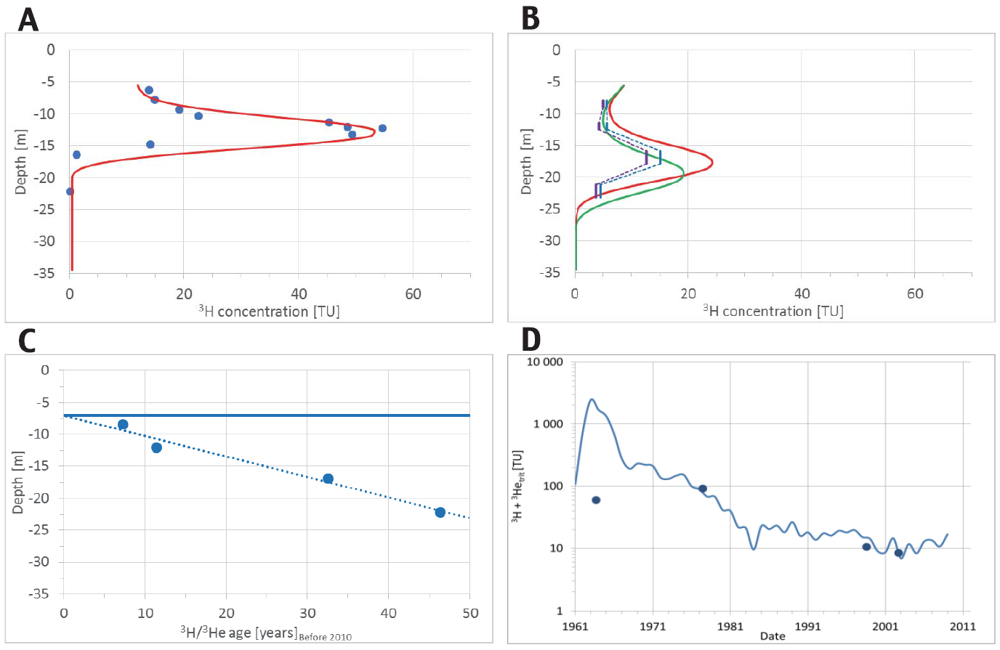 A
0
-5
-10
-15
-20
-25
-30
-35
Depth [m]
0 20 40 60
³H concentration [TU]
B
0
-5
-10
-15
-20
-25
-30
-35
Depth [m]
0 20 40 60
³H concentration [TU]
C
0
-5
-10
-15
-20
-25
-30
-35
Depth [m]
0 10 20 30 40 50
³H/³He age [years]Before 2010
D
10 000
1 000
100
10
1
³H + ³Hetrit [TU]
1961 1971 1981 1991 2001 2011
Date